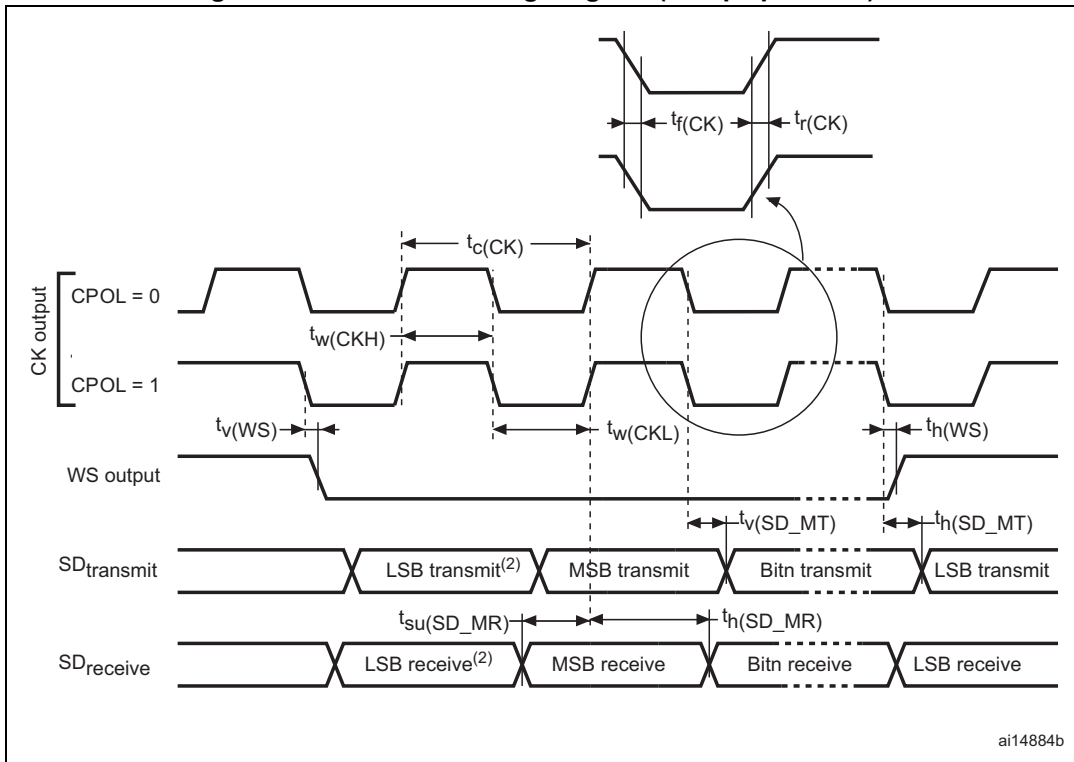 tf(CK)
tr(CK)
tc(CK)
CK output
CPOL = 0
tw(CKH)
CPOL = 1
tv(WS)
tw(CKL)
th(WS)
WS output
tv(SD_MT)
th(SD_MT)
SDtransmit
LSB transmit(2)
MSB transmit
Bitn transmit
LSB transmit
tsu(SD_MR)
th(SD_MR)
SDreceive
LSB receive(2)
MSB receive
Bitn receive
LSB receive
ai14884b